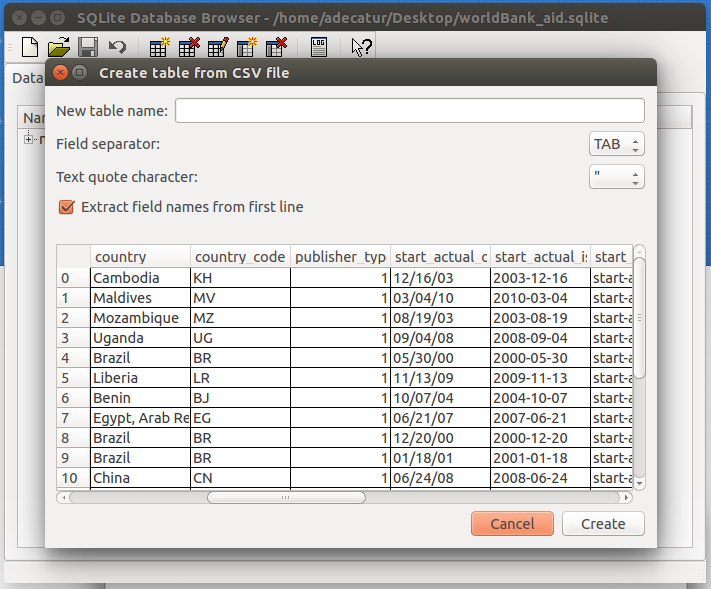 SQLite Database Browser - /home/adecatur/Desktop/worldBank_aid.sqlite
LOG
Data
Create table from CSV file
Nar
New table name:
Field separator: TAB
Text quote character: "
Extract field names from first line
country country_code publisher_typ start_actual_c start_actual_is start_
0 Cambodia KH 1 12/16/03 2003-12-16 start-a
1 Maldives MV 1 03/04/10 2010-03-04 start-a
2 Mozambique MZ 1 08/19/03 2003-08-19 start-a
3 Uganda UG 1 09/04/08 2008-09-04 start-a
4 Brazil BR 1 05/30/00 2000-05-30 start-a
5 Liberia LR 1 11/13/09 2009-11-13 start-a
6 Benin BJ 1 10/07/04 2004-10-07 start-a
7 Egypt, Arab Re EG 1 06/21/07 2007-06-21 start-a
8 Brazil BR 1 12/20/00 2000-12-20 start-a
9 Brazil BR 1 01/18/01 2001-01-18 start-a
10 China CN 1 06/24/08 2008-06-24 start-a
Cancel Create